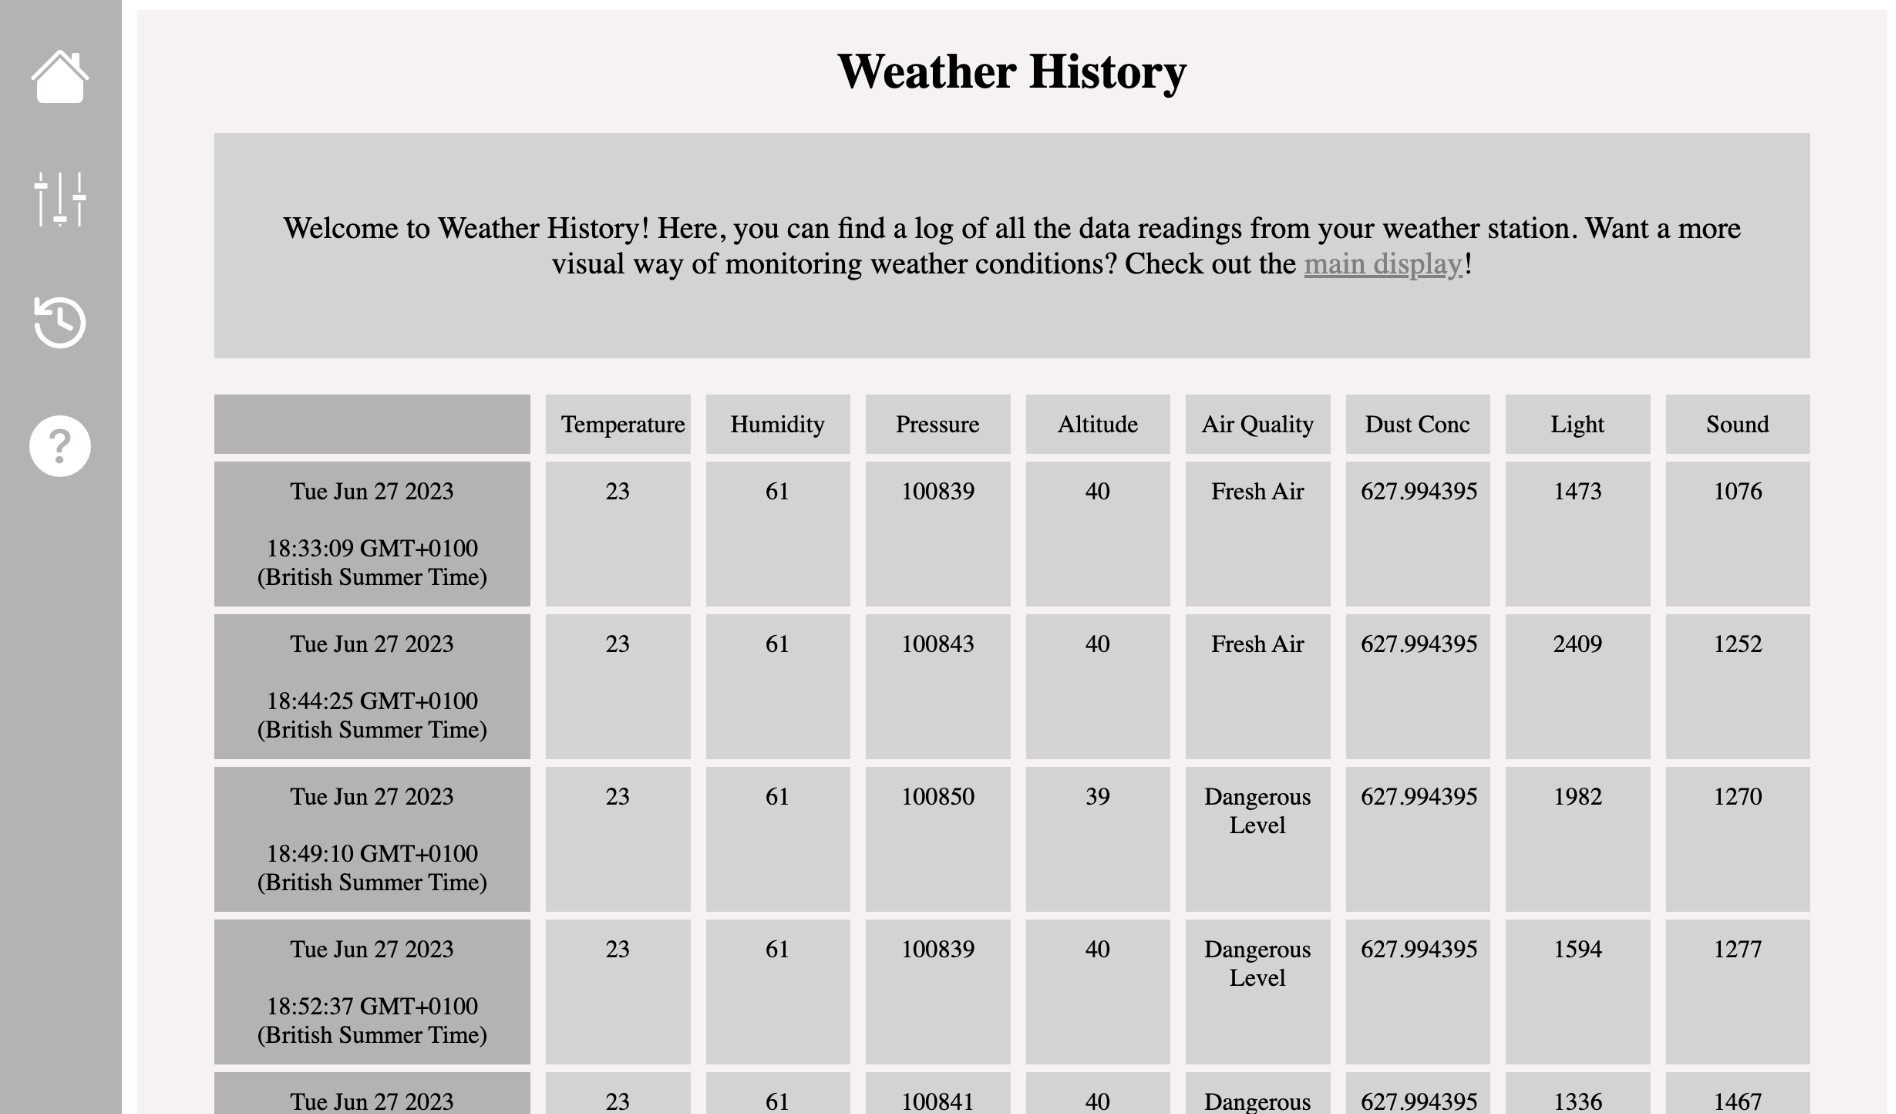 Weather History
Welcome to Weather History! Here, you can find a log of all the data readings from your weather station. Want a more
visual way of monitoring weather conditions? Check out the main display!
Temperature Humidity Pressure Altitude Air Quality Dust Conc Light Sound
Tue Jun 27 2023 23 61 100839 40 Fresh Air 627.994395 1473 1076
18:33:09 GMT+0100
(British Summer Time)
Tue Jun 27 2023 23 61 100843 40 Fresh Air 627.994395 2409 1252
18:44:25 GMT+0100
(British Summer Time)
Tue Jun 27 2023 23 61 100850 39 Dangerous 627.994395 1982 1270
Level
18:49:10 GMT+0100
(British Summer Time)
Tue Jun 27 2023 23 61 100839 40 Dangerous 627.994395 1594 1277
Level
18:52:37 GMT+0100
(British Summer Time)
Tue Jun 27 2023 23 61 100841 40 Dangerous 627.994395 1336 1467